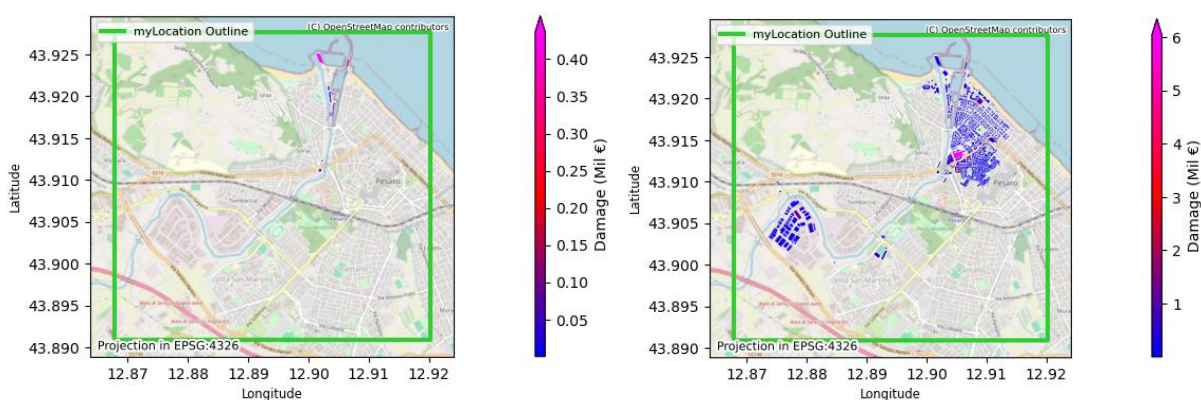 myLocation Outline
(C) OpenStreetMap contributors
43.925
43.920
43.915
43.910
43.905
43.900
43.895
43.890
Latitude
Pesaro
Projection in EPSG:4326
12.87 12.88 12.89 12.90 12.91 12.92
Longitude
0.40
0.35
0.30
0.25
0.20
0.15
0.10
0.05
Damage (Mil €)
myLocation Outline
(C) OpenStreetMap contributors
43.925
43.920
43.915
43.910
43.905
43.900
43.895
43.890
Latitude
Pesaro
Projection in EPSG:4326
12.87 12.88 12.89 12.90 12.91 12.92
Longitude
6
5
4
3
2
1
Damage (Mil €)